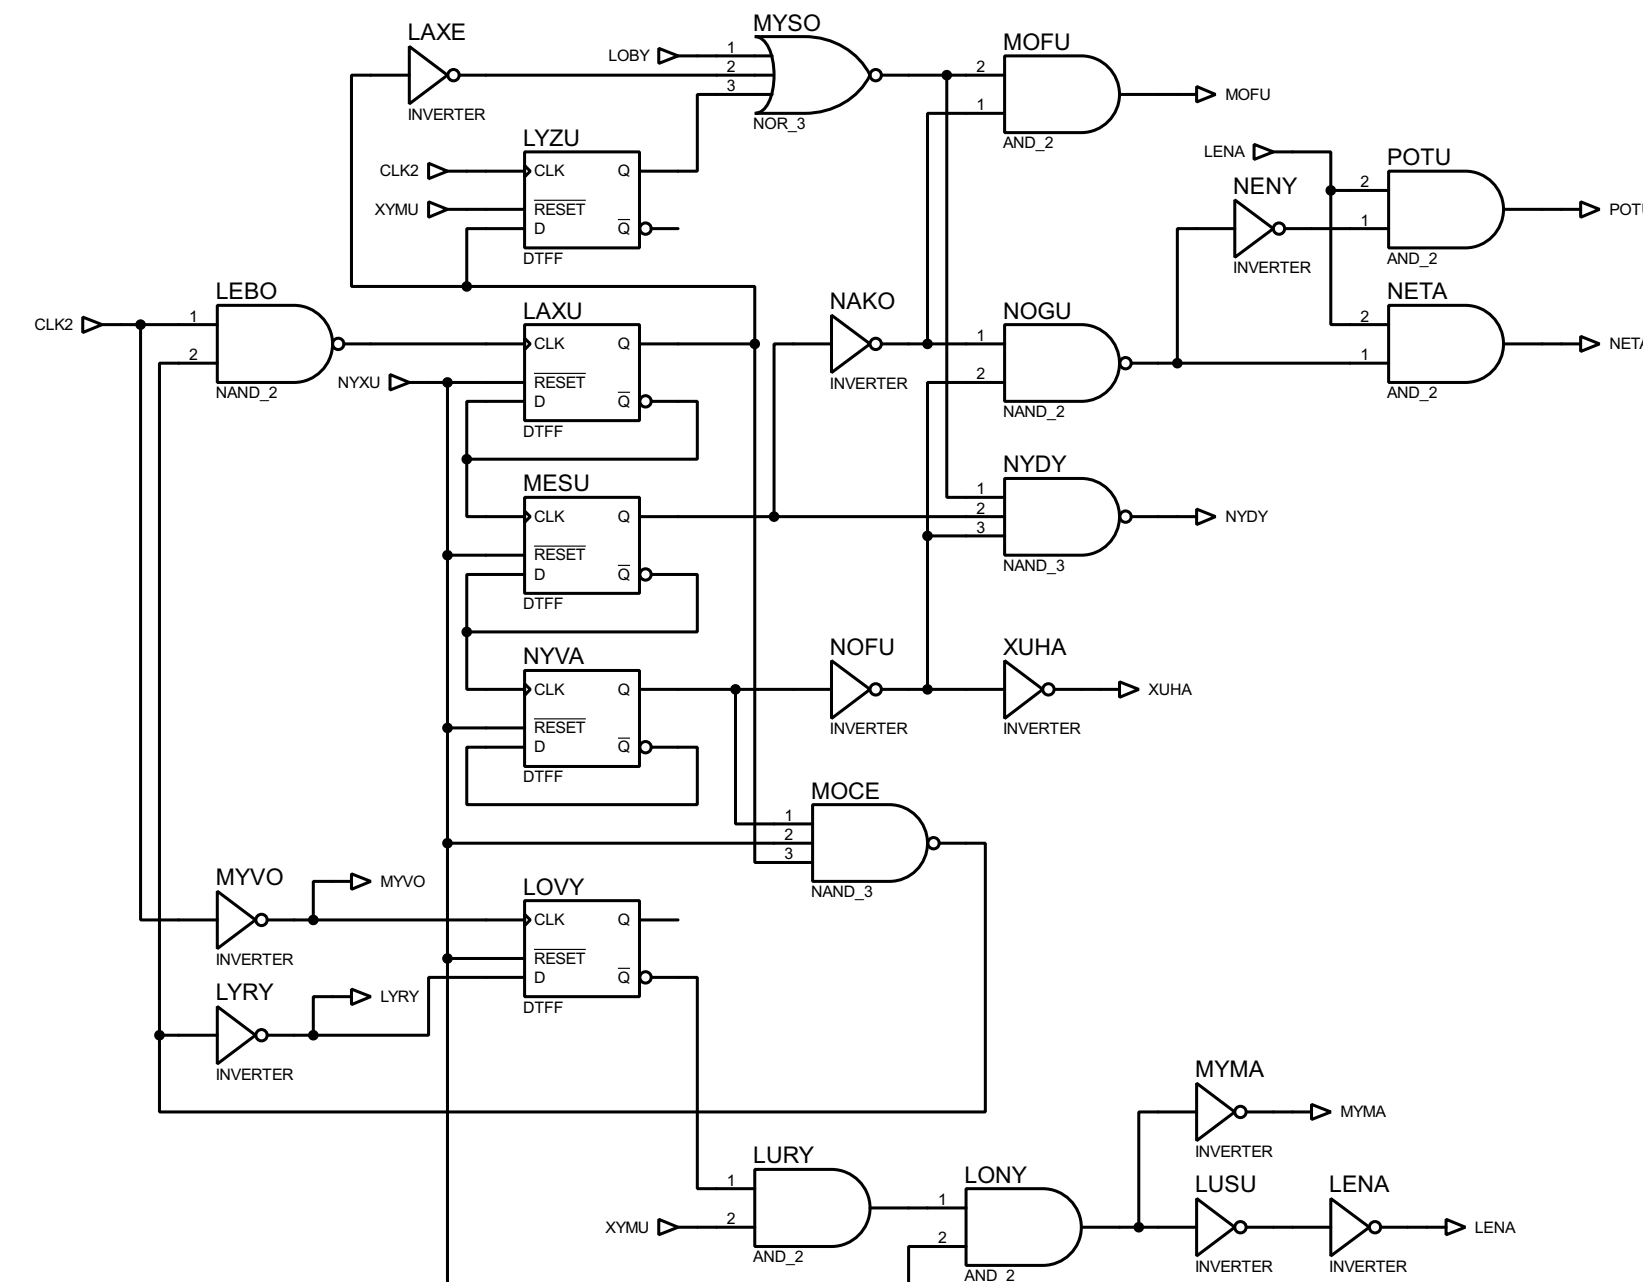 LAXE
INVERTER
LOBY
1
2
3
MYSO
NOR_3
MOFU
2
1
AND_2
MOFU
LYZU
CLK2
XYMU
CLK
RESET
D
Q
Q
DTFF
LENA
POTU
2
1
AND_2
POTU
NENY
INVERTER
LEBO
CLK2
1
2
NAND_2
LAXU
NYXU
CLK
RESET
D
Q
Q
DTFF
NAKO
INVERTER
NOGU
1
2
NAND_2
NETA
2
1
AND_2
NETA
MESU
CLK
RESET
D
Q
Q
DTFF
NYDY
1
2
3
NAND_3
NYDY
NYVA
CLK
RESET
D
Q
Q
DTFF
NOFU
INVERTER
XUHA
INVERTER
XUHA
MOCE
1
2
3
NAND_3
MYVO
MYVO
INVERTER
LOVY
CLK
RESET
D
Q
Q
DTFF
LYRY
LYRY
INVERTER
MYMA
INVERTER
MYMA
LURY
1
XYMU
2
AND_2
LONY
1
2
AND_2
LUSU
INVERTER
LENA
INVERTER
LENA